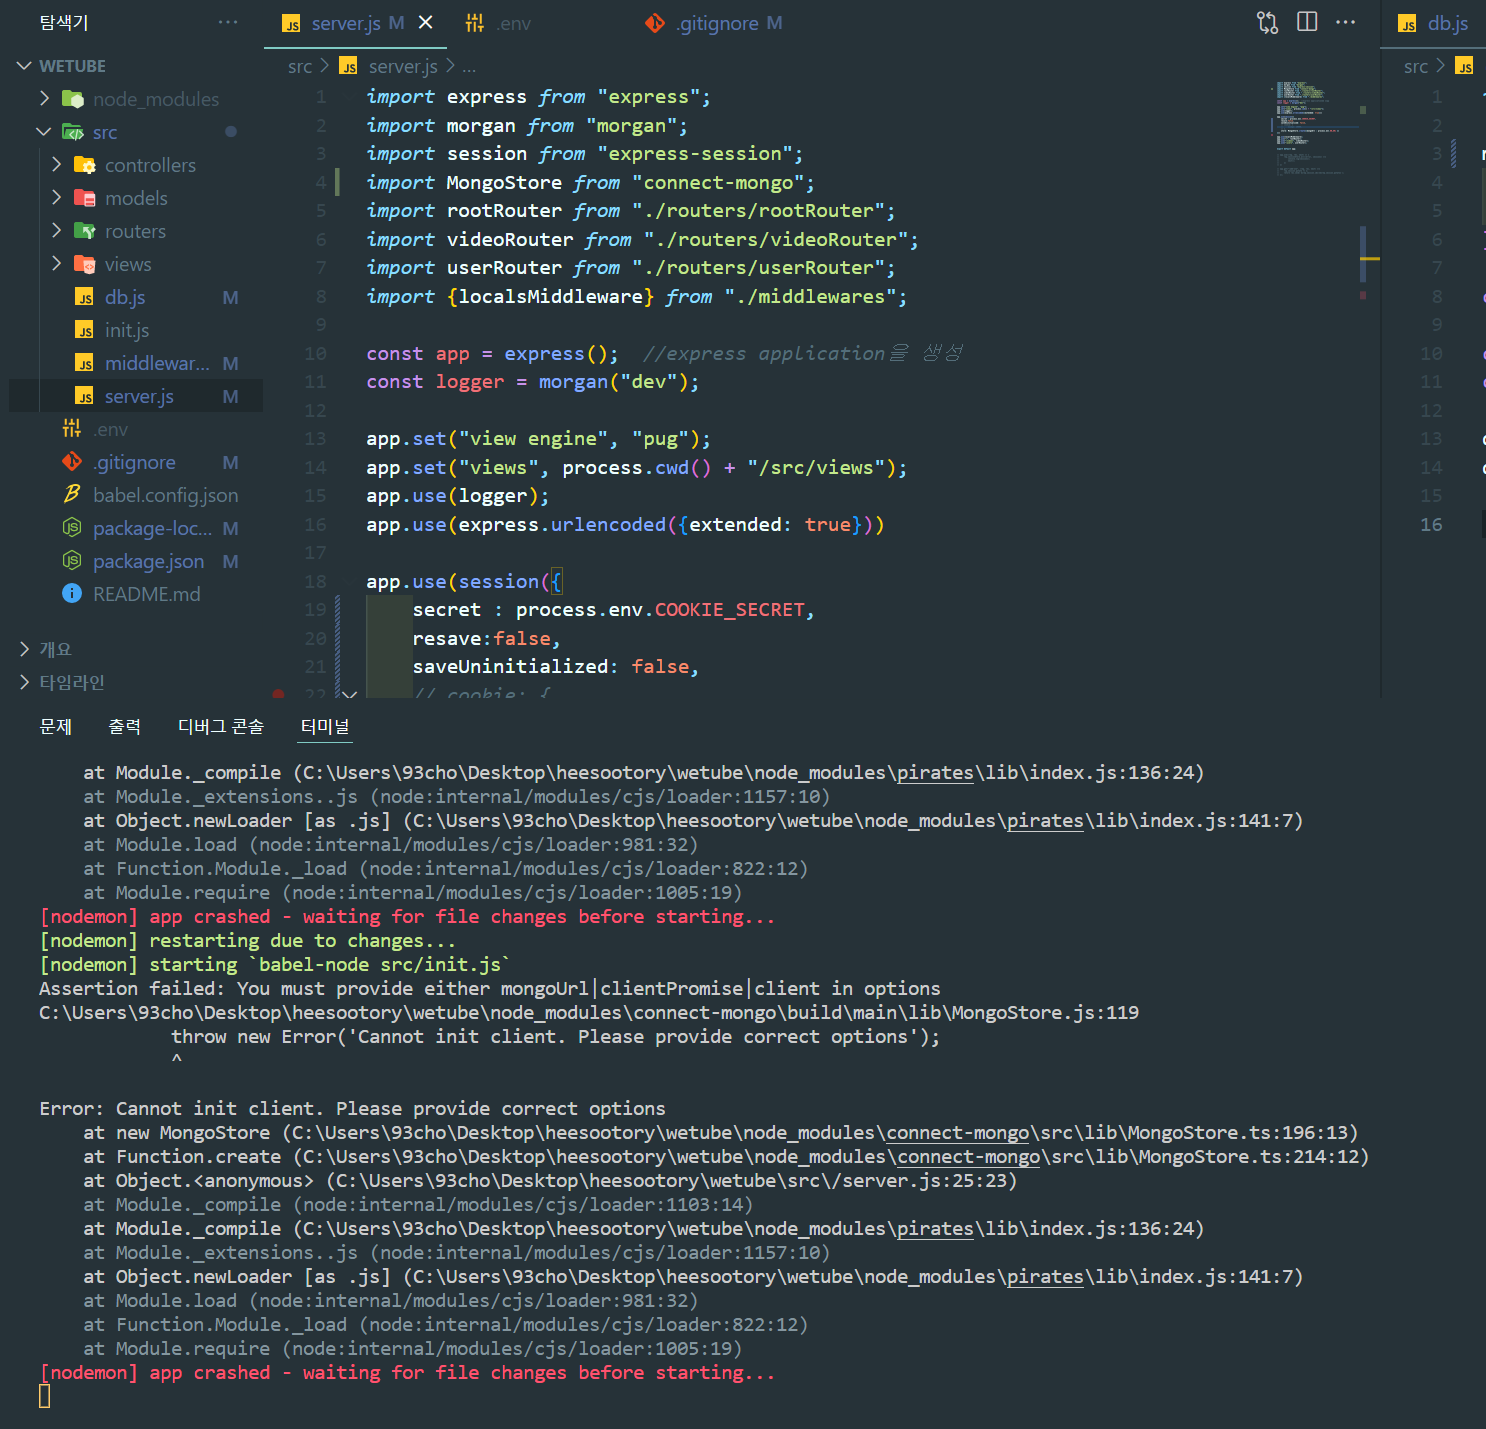 탐색기 ···
WETUBE
node_modules
src
controllers
models
routers
views
db.js M
init.js
middlewar... M
server.js M
.env
.gitignore M
babel.config.json
package-loc... M
package.json M
README.md
개요
타임라인
server.js M
.env
.gitignore M
db.js
src > server.js > ...
src >
1 import express from "express";
2 import morgan from "morgan";
3 import session from "express-session";
4 import MongoStore from "connect-mongo";
5 import rootRouter from "./routers/rootRouter";
6 import videoRouter from "./routers/videoRouter";
7 import userRouter from "./routers/userRouter";
8 import {localsMiddleware} from "./middlewares";
9
10 const app = express(); //express application을 생성
11 const logger = morgan("dev");
12
13 app.set("view engine", "pug");
14 app.set("views", process.cwd() + "/src/views");
15 app.use(logger);
16 app.use(express.urlencoded({extended: true}))
17
18 app.use(session({
19 secret : process.env.COOKIE_SECRET,
20 resave:false,
21 saveUninitialized: false,
22 // cookie: {
1
2
3
4
5
6
7
8
9
10
11
12
13
14
15
16
문제 출력 디버그 콘솔 터미널
at Module._compile (C:\Users\93cho\Desktop\heesootory\wetube\node_modules\pirates\lib\index.js:136:24)
at Module._extensions..js (node:internal/modules/cjs/loader:1157:10)
at Object.newLoader [as .js] (C:\Users\93cho\Desktop\heesootory\wetube\node_modules\pirates\lib\index.js:141:7)
at Module.load (node:internal/modules/cjs/loader:981:32)
at Function.Module._load (node:internal/modules/cjs/loader:822:12)
at Module.require (node:internal/modules/cjs/loader:1005:19)
[nodemon] app crashed - waiting for file changes before starting...
[nodemon] restarting due to changes...
[nodemon] starting `babel-node src/init.js`
Assertion failed: You must provide either mongoUrl|clientPromise|client in options
C:\Users\93cho\Desktop\heesootory\wetube\node_modules\connect-mongo\build\main\lib\MongoStore.js:119
throw new Error('Cannot init client. Please provide correct options');
^
Error: Cannot init client. Please provide correct options
at new MongoStore (C:\Users\93cho\Desktop\heesootory\wetube\node_modules\connect-mongo\src\lib\MongoStore.ts:196:13)
at Function.create (C:\Users\93cho\Desktop\heesootory\wetube\node_modules\connect-mongo\src\lib\MongoStore.ts:214:12)
at Object.<anonymous> (C:\Users\93cho\Desktop\heesootory\wetube\src\/server.js:25:23)
at Module._compile (node:internal/modules/cjs/loader:1103:14)
at Module._compile (C:\Users\93cho\Desktop\heesootory\wetube\node_modules\pirates\lib\index.js:136:24)
at Module._extensions..js (node:internal/modules/cjs/loader:1157:10)
at Object.newLoader [as .js] (C:\Users\93cho\Desktop\heesootory\wetube\node_modules\pirates\lib\index.js:141:7)
at Module.load (node:internal/modules/cjs/loader:981:32)
at Function.Module._load (node:internal/modules/cjs/loader:822:12)
at Module.require (node:internal/modules/cjs/loader:1005:19)
[nodemon] app crashed - waiting for file changes before starting...